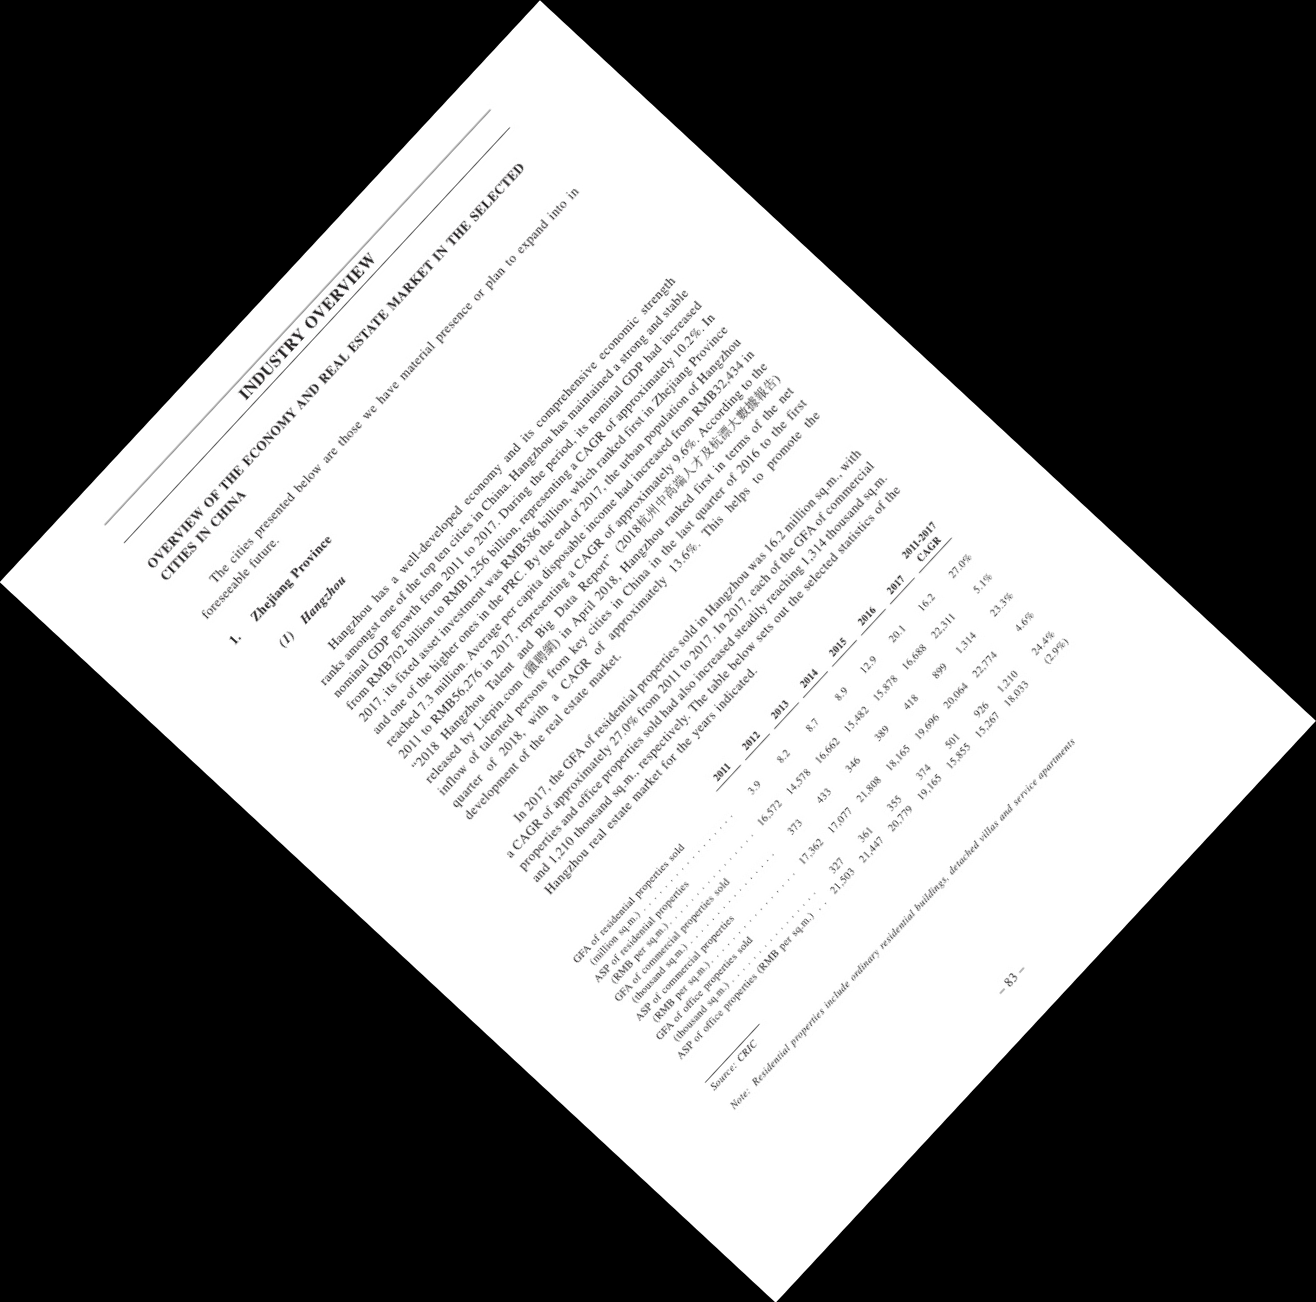 INDUSTRY OVERVIEW
OVERVIEW OF THE ECONOMY AND REAL ESTATE MARKET IN THE SELECTED
CITIES IN CHINA
The cities presented below are those we have material presence or plan to expand into in
foreseeable future.
1. Zhejiang Province
(1) Hangzhou
Hangzhou has a well-developed economy and its comprehensive economic strength
ranks amongst one of the top ten cities in China. Hangzhou has maintained a strong and stable
nominal GDP growth from 2011 to 2017. During the period, its nominal GDP had increased
from RMB702 billion to RMB1,256 billion, representing a CAGR of approximately 10.2%. In
2017, its fixed asset investment was RMB586 billion, which ranked first in Zhejiang Province
and one of the higher ones in the PRC. By the end of 2017, the urban population of Hangzhou
reached 7.3 million. Average per capita disposable income had increased from RMB32,434 in
2011 to RMB56,276 in 2017, representing a CAGR of approximately 9.6%. According to the
“2018 Hangzhou Talent and Big Data Report” (2018杭州中高端人才及杭漂大數據報告)
released by Liepin.com (獵聘網) in April 2018, Hangzhou ranked first in terms of the net
inflow of talented persons from key cities in China in the last quarter of 2016 to the first
quarter of 2018, with a CAGR of approximately 13.6%. This helps to promote the
development of the real estate market.
In 2017, the GFA of residential properties sold in Hangzhou was 16.2 million sq.m. with
a CAGR of approximately 27.0% from 2011 to 2017. In 2017, each of the GFA of commercial
properties and office properties sold had also increased steadily reaching 1,314 thousand sq.m.
and 1,210 thousand sq.m., respectively. The table below sets out the selected statistics of the
Hangzhou real estate market for the years indicated.
2011 2012 2013 2014 2015 2016 2017 2011-2017 CAGR
GFA of residential properties sold
(million sq.m.) . . . . . . . . . . . . . . . . . . 3.9 8.2 8.7 8.9 12.9 20.1 16.2 27.0%
ASP of residential properties
(RMB per sq.m.) . . . . . . . . . . . . . . . . 16,572 14,578 16,662 15,482 15,878 16,688 22,311 5.1%
GFA of commercial properties sold
(thousand sq.m.) . . . . . . . . . . . . . . . . 373 433 346 389 418 899 1,314 23.3%
ASP of commercial properties
(RMB per sq.m.) . . . . . . . . . . . . . . . . 17,362 17,077 21,808 18,165 19,696 20,064 22,774 4.6%
GFA of office properties sold
(thousand sq.m.) . . . . . . . . . . . . . . . . 327 361 355 374 501 926 1,210 24.4%
ASP of office properties (RMB per sq.m.) . . 21,503 21,447 20,779 19,165 15,855 15,267 18,033 (2.9%)
Source: CRIC
Note: Residential properties include ordinary residential buildings, detached villas and service apartments
– 83 –